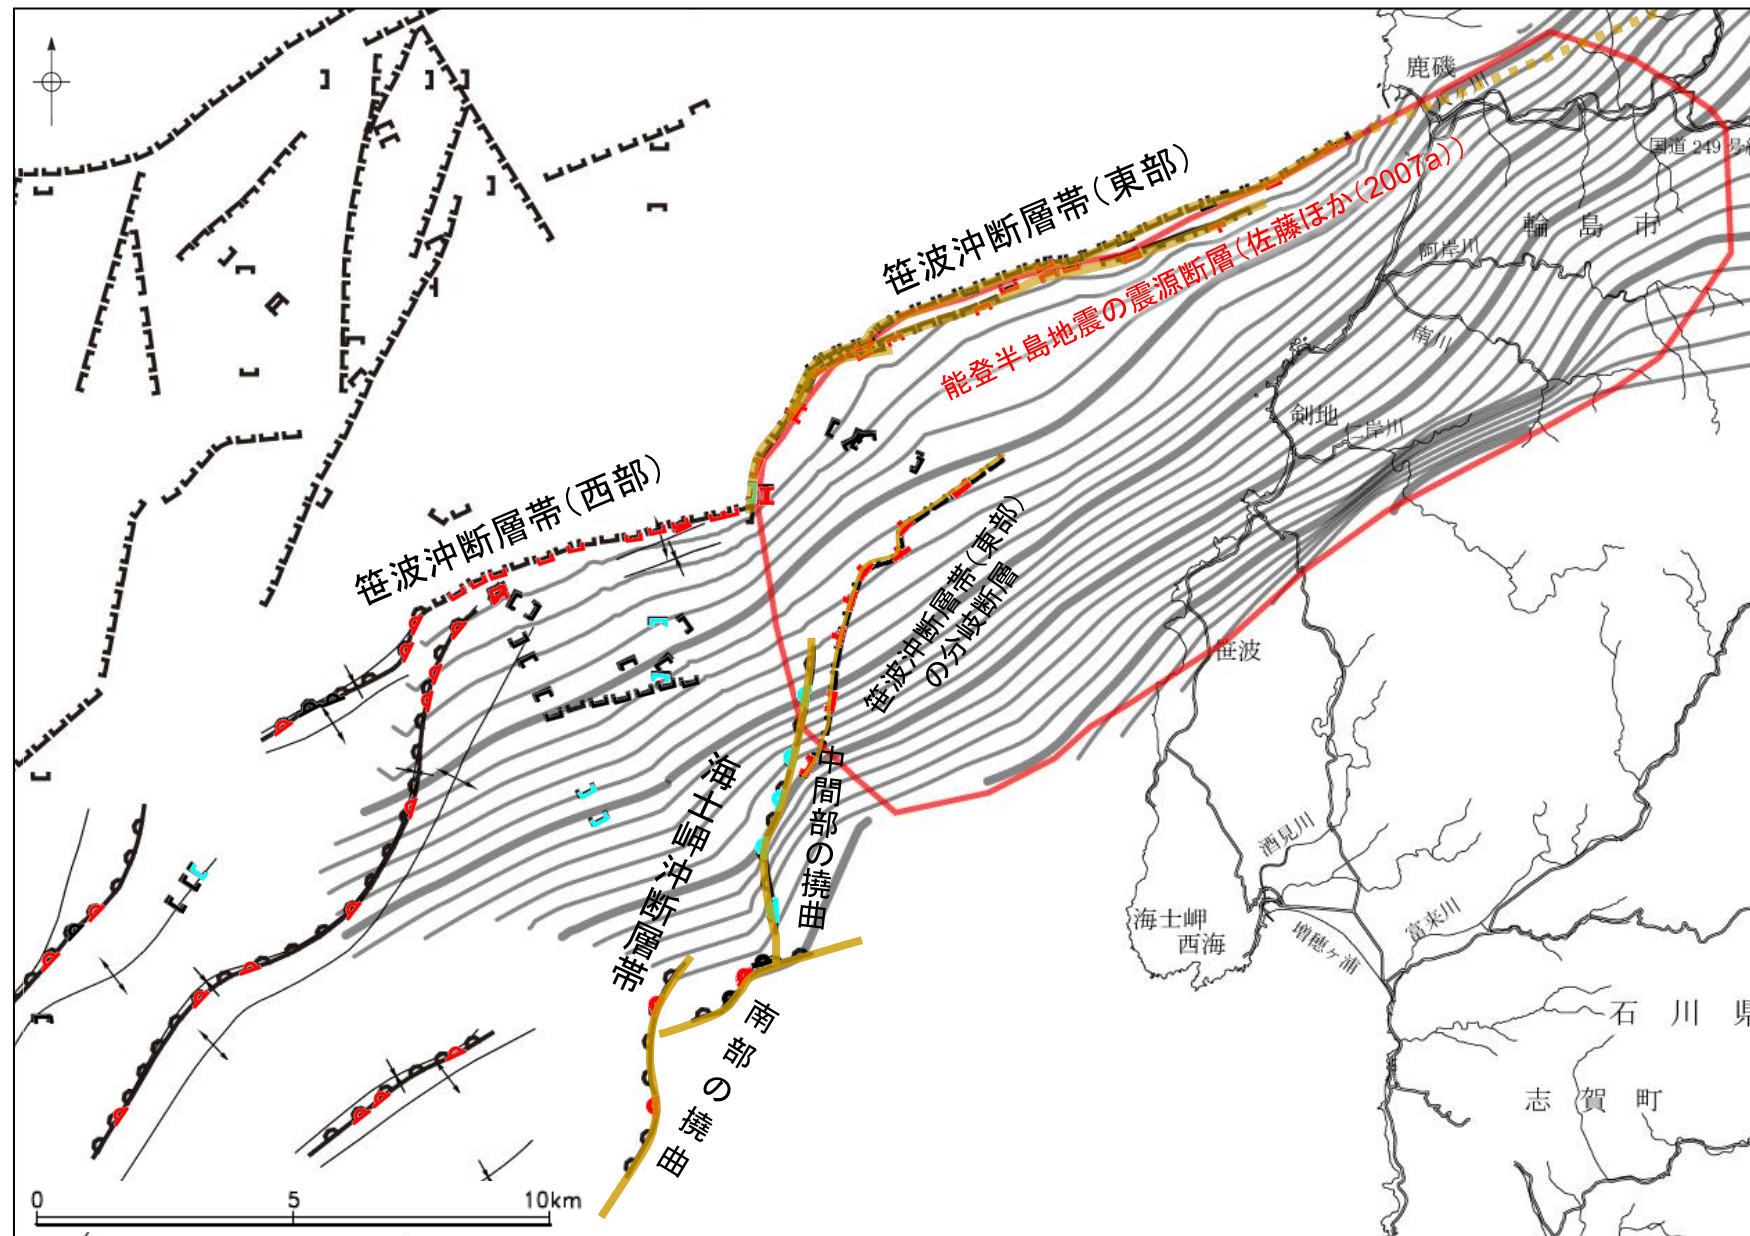 鹿磯
国道 249 号
笹波沖断層帯(東部)
能登半島地震の震源断層(佐藤ほか(2007a))
輪島市
阿岸川
南川
剣地
仁岸川
笹波沖断層帯(西部)
笹波沖断層帯(東部)
の分岐断層
笹波
海士岬沖断層帯
中間部の撓曲
酒見川
海士岬
西海
富来川
増穂ヶ浦
南部の撓曲
石川県
志賀町
0 5 10km